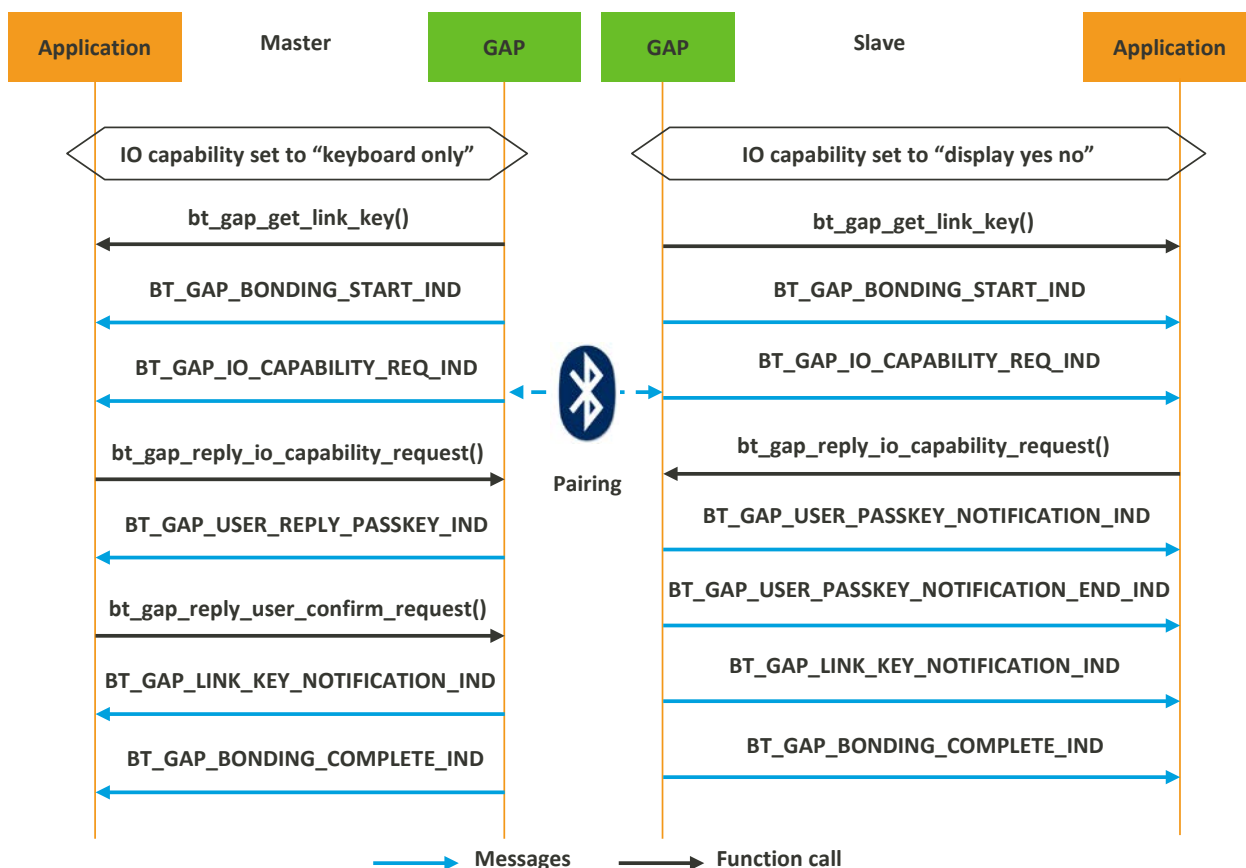 Application
Master
GAP
GAP
Slave
Application
IO capability set to “keyboard only”
IO capability set to “display yes no”
bt_gap_get_link_key()
bt_gap_get_link_key()
BT_GAP_BONDING_START_IND
BT_GAP_BONDING_START_IND
BT_GAP_IO_CAPABILITY_REQ_IND
BT_GAP_IO_CAPABILITY_REQ_IND
bt_gap_reply_io_capability_request()
bt_gap_reply_io_capability_request()
Pairing
BT_GAP_USER_REPLY_PASSKEY_IND
BT_GAP_USER_PASSKEY_NOTIFICATION_IND
bt_gap_reply_user_confirm_request()
BT_GAP_USER_PASSKEY_NOTIFICATION_END_IND
BT_GAP_LINK_KEY_NOTIFICATION_IND
BT_GAP_LINK_KEY_NOTIFICATION_IND
BT_GAP_BONDING_COMPLETE_IND
BT_GAP_BONDING_COMPLETE_IND
Messages
Function call